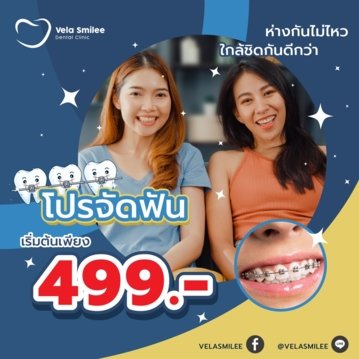 Vela Smilee
Dental Clinic
ห่างกันไม่ไหว
ใกล้ชิดกันดีกว่า
โปรจัดฟัน
เริ่มต้นเพียง
499.-
VELASMILEE
@VELASMILEE
LINE